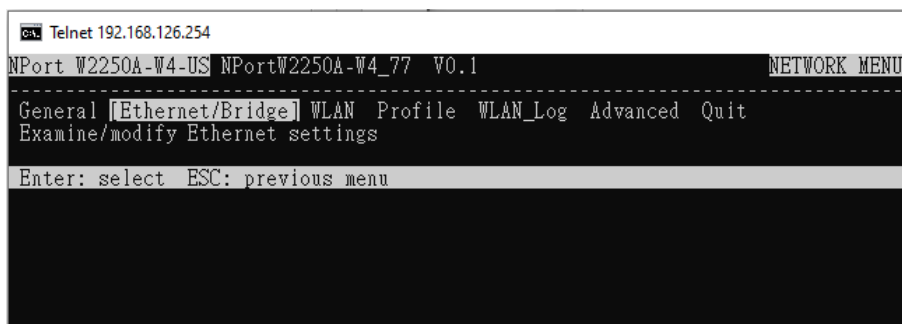 Telnet 192.168.126.254
NPort W2250A-W4-US NPortW2250A-W4_77 V0.1 NETWORK MENU
General [Ethernet/Bridge] WLAN Profile WLAN_Log Advanced Quit
Examine/modify Ethernet settings
Enter: select ESC: previous menu